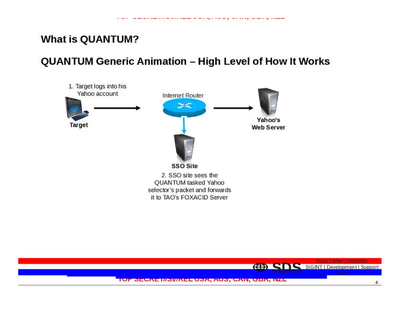 TOP SECRET//SI//REL USA, AUS, CAN, GBR, NZL
What is QUANTUM?
QUANTUM Generic Animation – High Level of How It Works
1. Target logs into his
Yahoo account
Internet Router
Target
Yahoo's
Web Server
SSO Site
2. SSO site sees the
QUANTUM tasked Yahoo
selector's packet and forwards
it to TAO's FOXACID Server
SDS
SIGINT | Development | Support
TOP SECRET//SI//REL USA, AUS, CAN, GBR, NZL
4